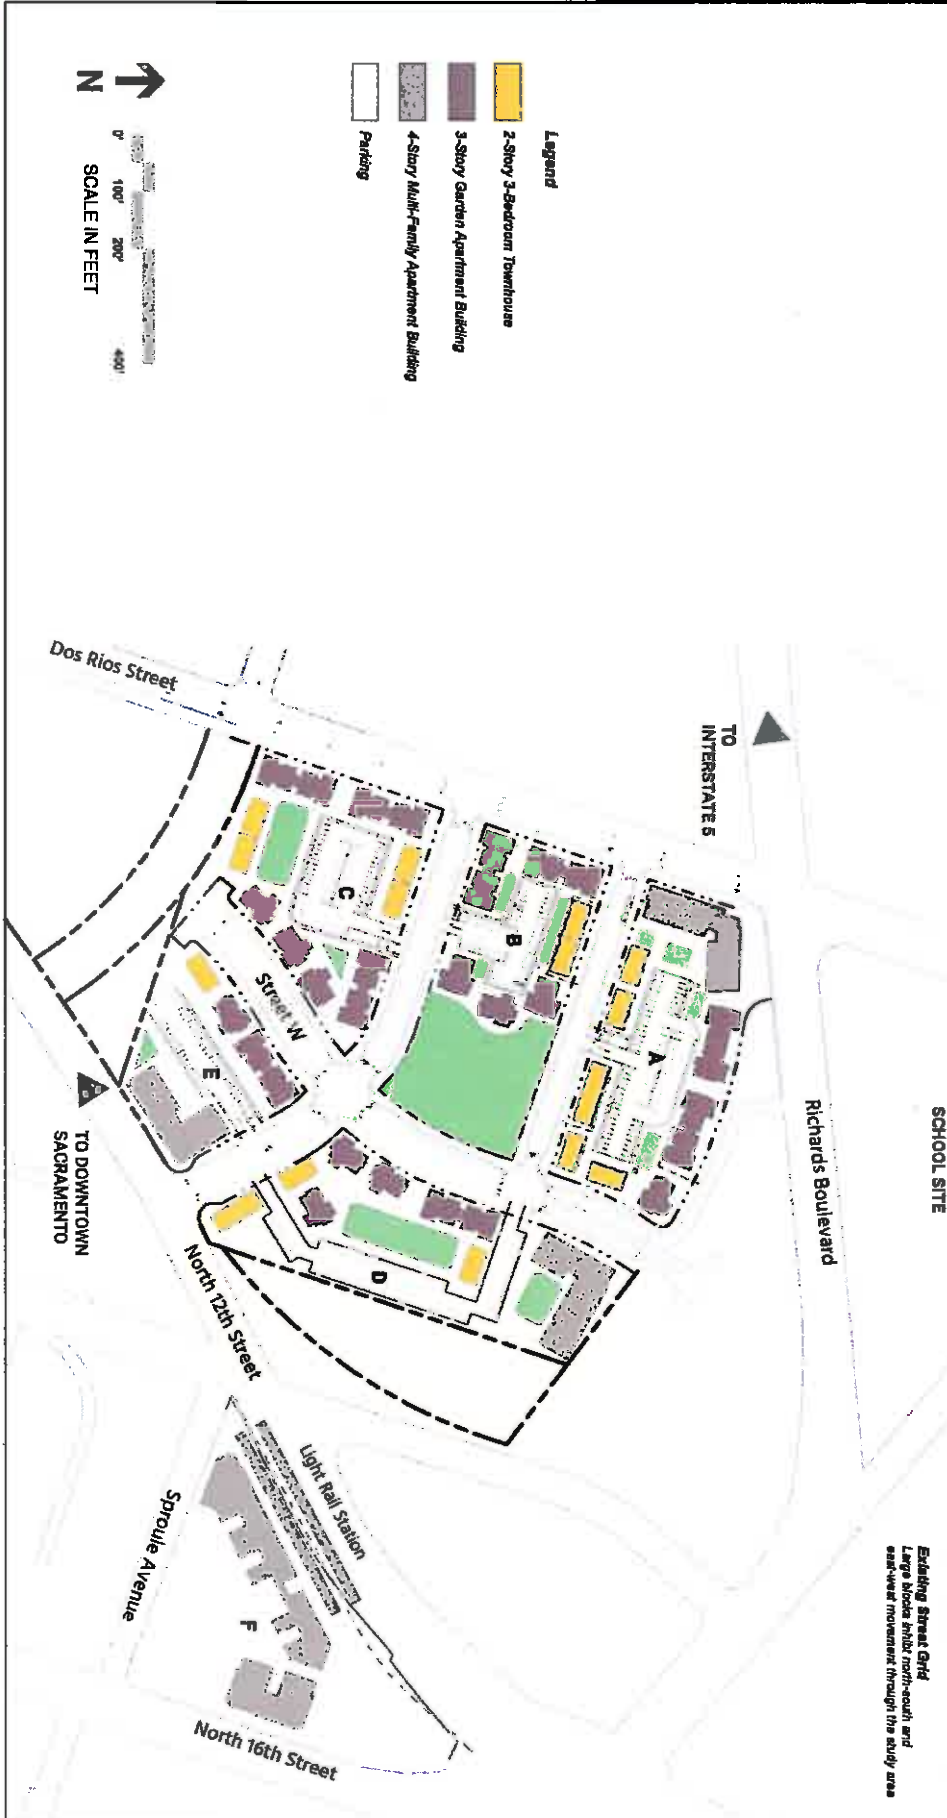 SCHOOL SITE
Existing Street Grid
Large blocks inhibit north-south and
east-west movement through the study area
Richards Boulevard
TO
INTERSTATE 5
Legend
2-Story 3-Bedroom Townhouse
3-Story Garden Apartment Building
4-Story Multi-Family Apartment Building
Parking
A
B
C
D
E
F
Street W
Dos Rios Street
TO DOWNTOWN
SACRAMENTO
North 12th Street
Light Rail Station
Sproule Avenue
North 16th Street
N
0' 100' 200' 400'
SCALE IN FEET